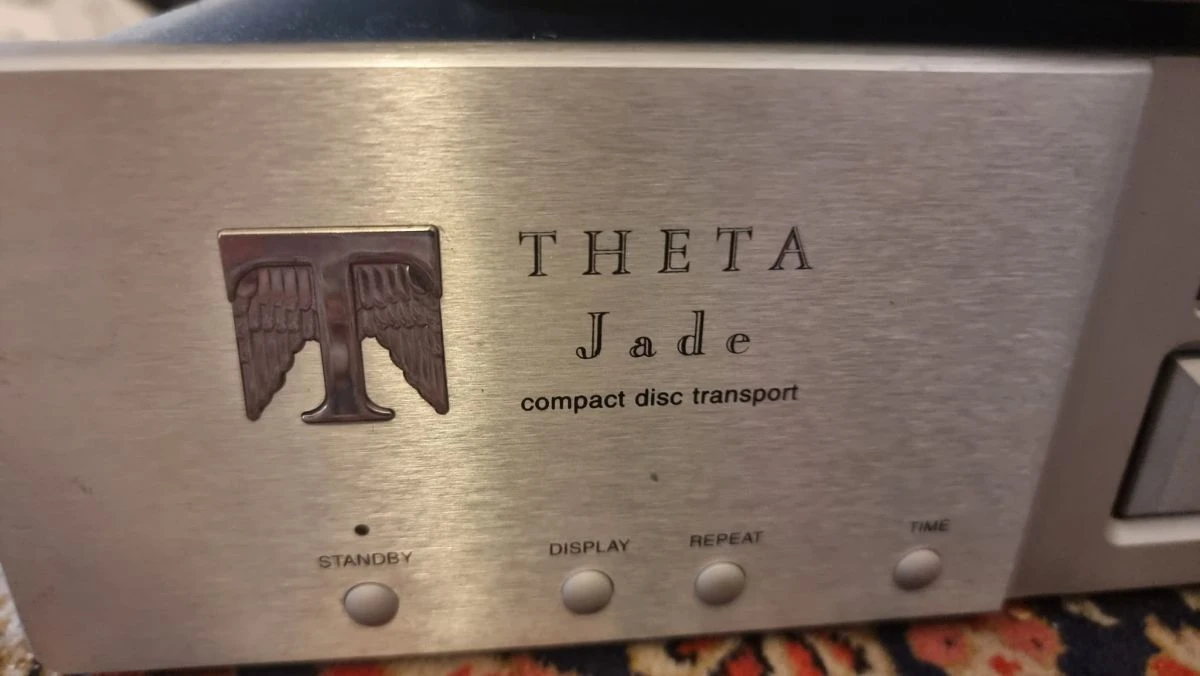 T
THETA
Jade
compact disc transport
STANDBY
DISPLAY
REPEAT
TIME